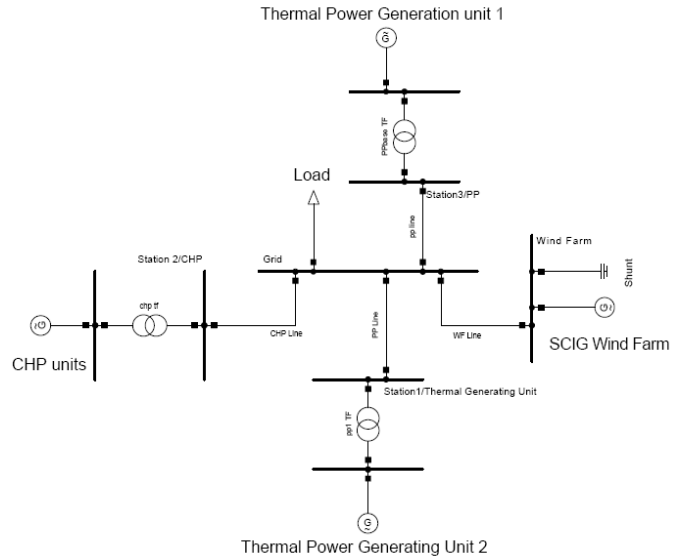 Thermal Power Generation unit 1
G
PPbase TF
Station3/PP
Load
pp line
Wind Farm
Grid
Station 2/CHP
Shunt
chp tf
G
G
CHP Line
PP Line
WF Line
SCIG Wind Farm
CHP units
Station1/Thermal Generating Unit
pp1 TF
G
Thermal Power Generating Unit 2